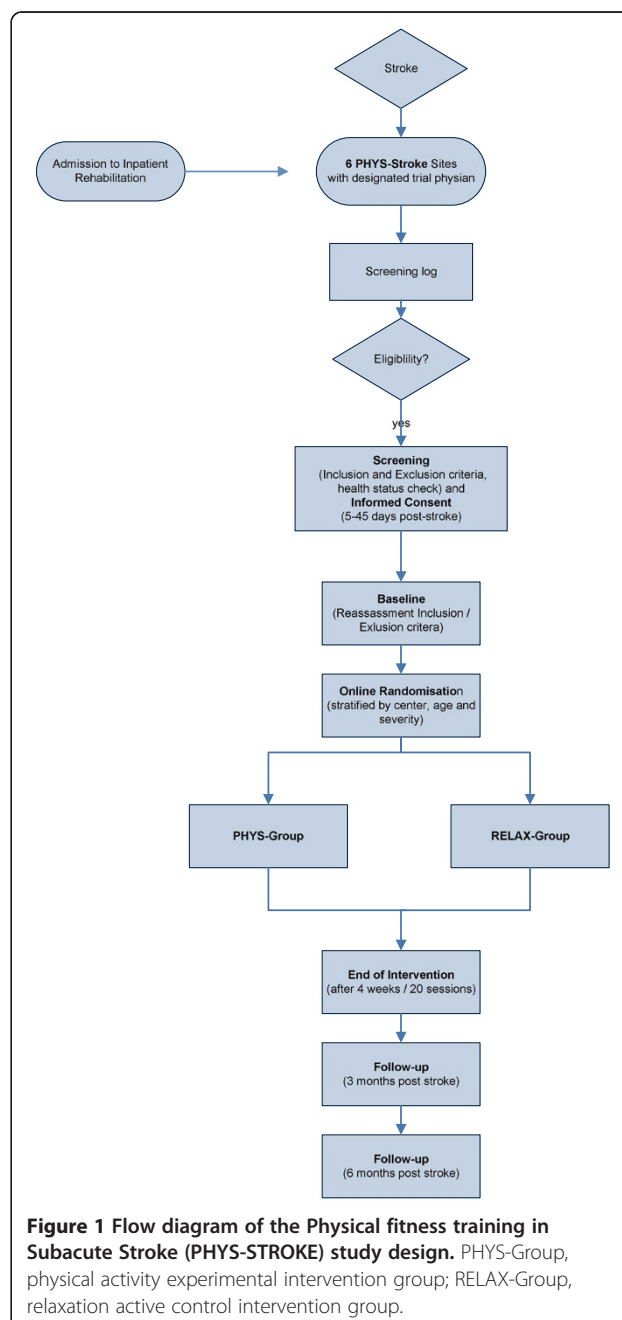 Stroke
Admission to Inpatient
Rehabilitation
6 PHYS-Stroke Sites
with designated trial physian
Screening log
Eligiblility?
yes
Screening
(Inclusion and Exclusion criteria,
health status check) and
Informed Consent
(5-45 days post-stroke)
Baseline
(Reassassment Inclusion /
Exlusion critera)
Online Randomisation
(stratified by center, age and
severity)
PHYS-Group
RELAX-Group
End of Intervention
(after 4 weeks / 20 sessions)
Follow-up
(3 months post stroke)
Follow-up
(6 months post stroke)
Figure 1 Flow diagram of the Physical fitness training in
Subacute Stroke (PHYS-STROKE) study design. PHYS-Group,
physical activity experimental intervention group; RELAX-Group,
relaxation active control intervention group.